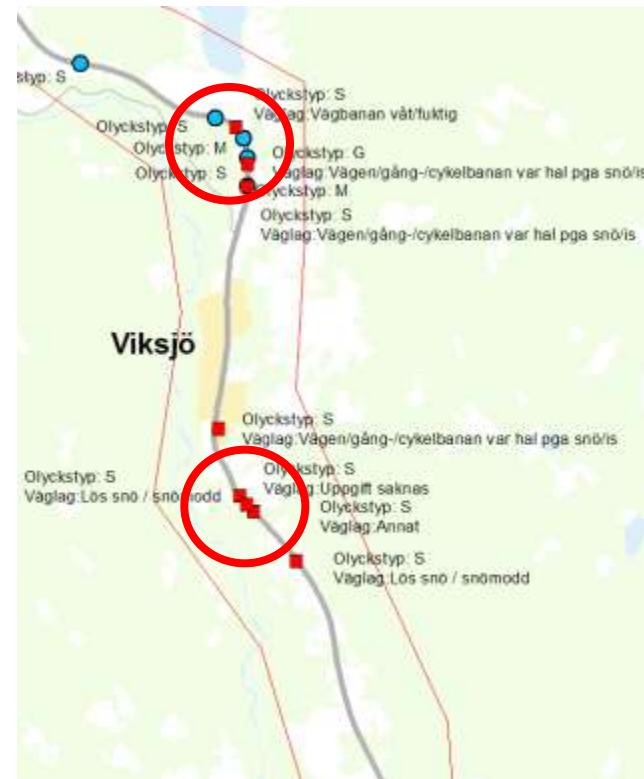 styp: S
Olyckstyp: S
Väglag:Vägbanan våt/fuktig
Olyckstyp: S
Olyckstyp: M
Olyckstyp: S
Olyckstyp: G
Väglag:Vägen/gång-/cykelbanan var hal pga snö/is
Olyckstyp: M
Olyckstyp: S
Väglag:Vägen/gång-/cykelbanan var hal pga snö/is
Viksjö
Olyckstyp: S
Väglag:Vägen/gång-/cykelbanan var hal pga snö/is
Olyckstyp: S
Väglag:Lös snö / snömodd
Olyckstyp: S
Väglag:Uppgift saknas
Olyckstyp: S
Väglag:Annat
Olyckstyp: S
Väglag:Lös snö / snömodd